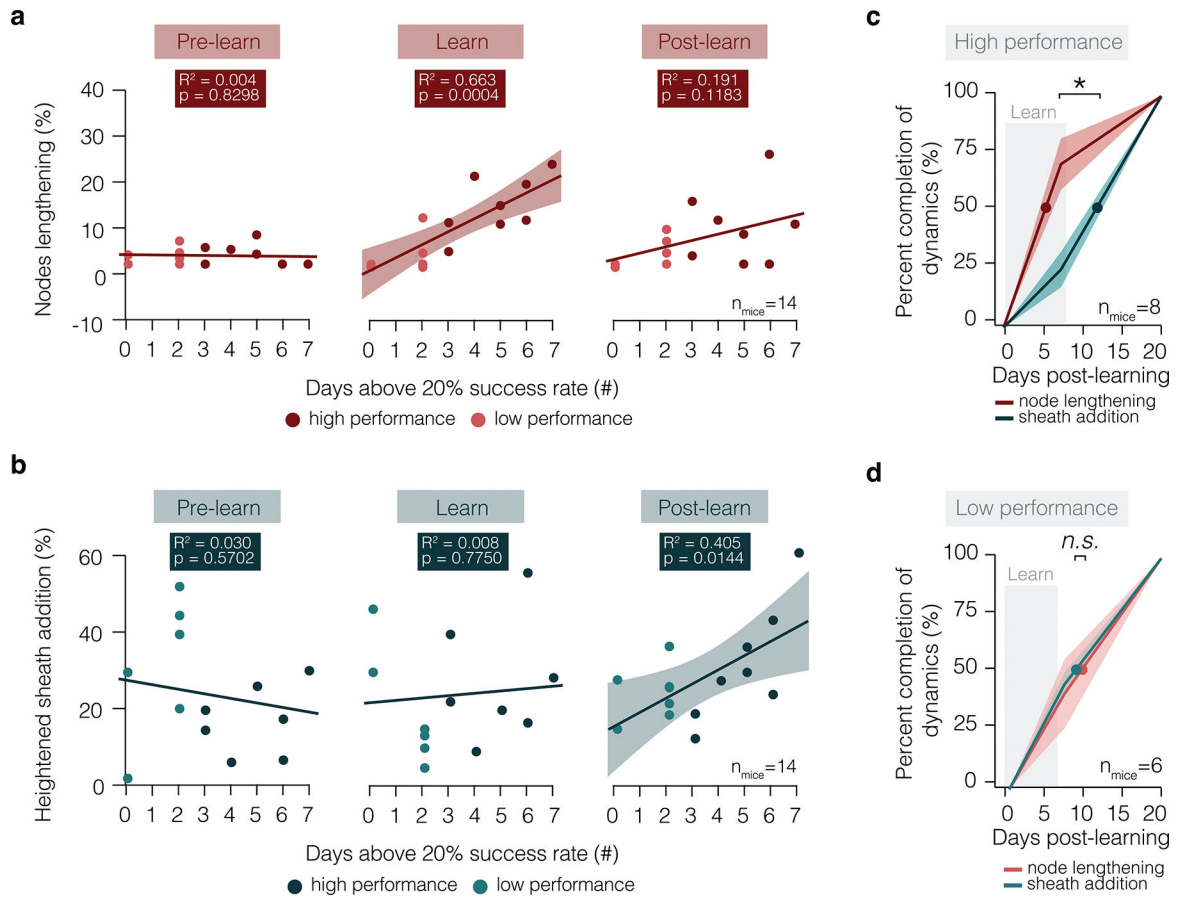 a
Pre-learn
Learn
Post-learn
R² = 0.004
p = 0.8298
R² = 0.663
p = 0.0004
R² = 0.191
p = 0.1183
Nodes lengthening (%)
40
30
20
10
0
-10
n_mice=14
0 1 2 3 4 5 6 7
0 1 2 3 4 5 6 7
0 1 2 3 4 5 6 7
Days above 20% success rate (#)
high performance
low performance
b
Pre-learn
Learn
Post-learn
R² = 0.030
p = 0.5702
R² = 0.008
p = 0.7750
R² = 0.405
p = 0.0144
Heightened sheath addition (%)
60
40
20
0
n_mice=14
0 1 2 3 4 5 6 7
0 1 2 3 4 5 6 7
0 1 2 3 4 5 6 7
Days above 20% success rate (#)
high performance
low performance
c
High performance
*
Learn
Percent completion of
dynamics (%)
100
75
50
25
0
n_mice=8
0 5 10 15 20
Days post-learning
node lengthening
sheath addition
d
Low performance
n.s.
Learn
Percent completion of
dynamics (%)
100
75
50
25
0
n_mice=6
0 5 10 15 20
Days post-learning
node lengthening
sheath addition